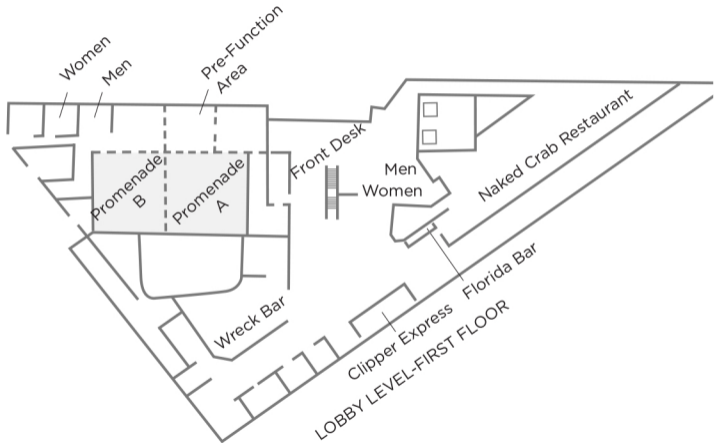 Women
Men
Pre-Function
Area
Front Desk
Men
Women
Naked Crab Restaurant
Promenade
B
Promenade
A
Florida Bar
Wreck Bar
Clipper Express
LOBBY LEVEL-FIRST FLOOR